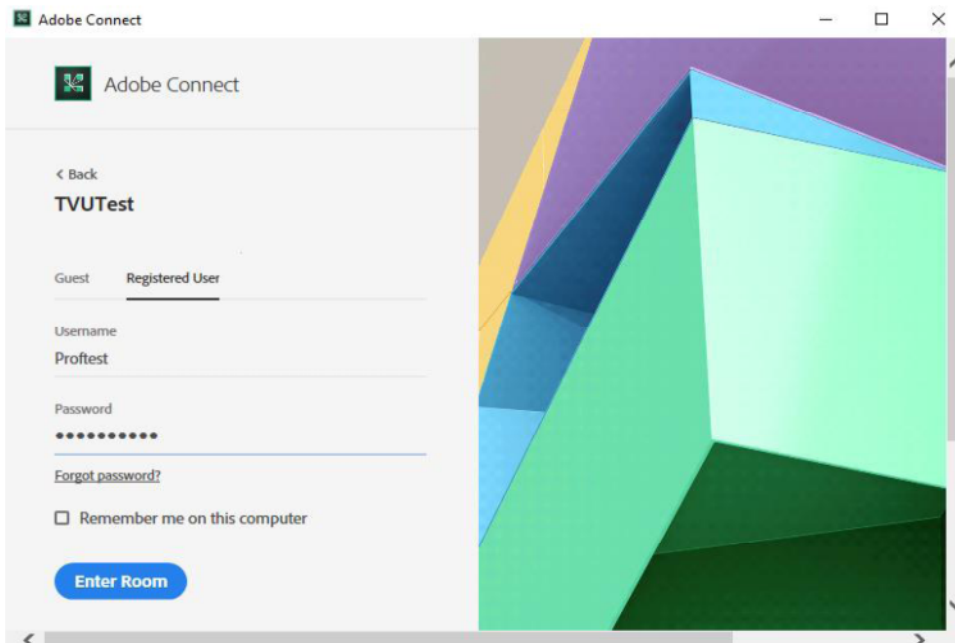 Adobe Connect
Adobe Connect
< Back
TVUTest
Guest Registered User
Username
Proftest
Password
••••••••••
Forgot password?
Remember me on this computer
Enter Room